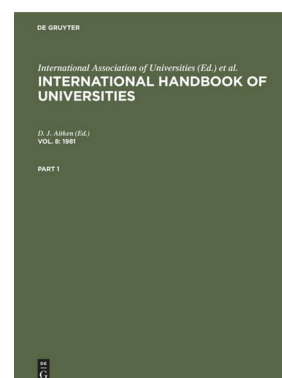 DE GRUYTER
International Association of Universities (Ed.) et al.
INTERNATIONAL HANDBOOK OF
UNIVERSITIES
D. J. Aitken (Ed.)
VOL. 8: 1981
PART 1
DE
G